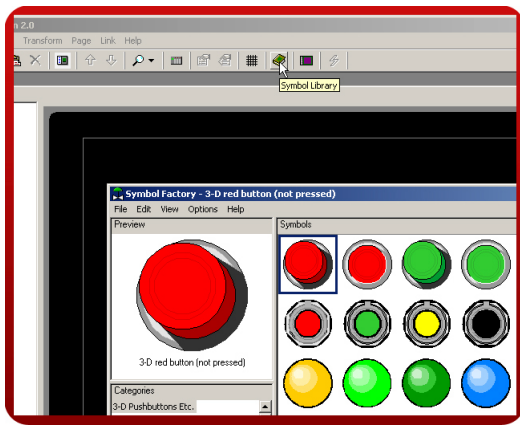 n 2.0
Transform Page Link Help
Symbol Library
Symbol Factory - 3-D red button (not pressed)
File Edit View Options Help
Preview
Symbols
3-D red button (not pressed)
Categories
3-D Pushbuttons Etc.